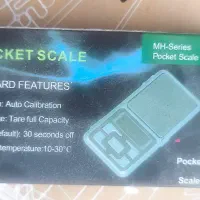 CKET SCALE
MH-Series
Pocket Scale
ARD FEATURES
: Auto Calibration
e: Tare full Capacity
efault): 30 seconds off
temperature:10-30℃
Pocke
Scale